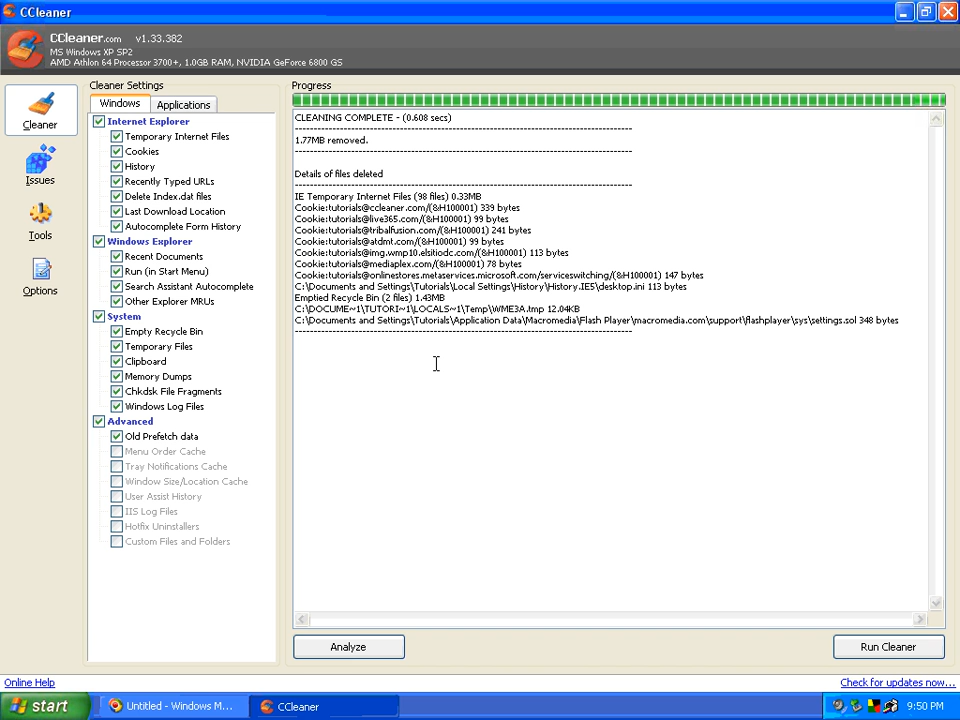 CCleaner
CCleaner.com v1.33.382
MS Windows XP SP2
AMD Athlon 64 Processor 3700+, 1.0GB RAM, NVIDIA GeForce 6800 GS
Cleaner
Issues
Tools
Options
Cleaner Settings
Windows Applications
Internet Explorer
Temporary Internet Files
Cookies
History
Recently Typed URLs
Delete Index.dat files
Last Download Location
Autocomplete Form History
Windows Explorer
Recent Documents
Run (in Start Menu)
Search Assistant Autocomplete
Other Explorer MRUs
System
Empty Recycle Bin
Temporary Files
Clipboard
Memory Dumps
Chkdsk File Fragments
Windows Log Files
Advanced
Old Prefetch data
Menu Order Cache
Tray Notifications Cache
Window Size/Location Cache
User Assist History
IIS Log Files
Hotfix Uninstallers
Custom Files and Folders
Progress
CLEANING COMPLETE - (0.608 secs)
------------------------------------------------------------------------------------------
1.77MB removed.
------------------------------------------------------------------------------------------
Details of files deleted
------------------------------------------------------------------------------------------
IE Temporary Internet Files (98 files) 0.33MB
Cookie:tutorials@ccleaner.com/(&H100001) 339 bytes
Cookie:tutorials@live365.com/(&H100001) 99 bytes
Cookie:tutorials@tribalfusion.com/(&H100001) 241 bytes
Cookie:tutorials@atdmt.com/(&H100001) 99 bytes
Cookie:tutorials@img.wmp10.elsitiodc.com/(&H100001) 113 bytes
Cookie:tutorials@mediaplex.com/(&H100001) 78 bytes
Cookie:tutorials@onlinestores.metaservices.microsoft.com/serviceswitching/(&H100001) 147 bytes
C:\Documents and Settings\Tutorials\Local Settings\History\History.IE5\desktop.ini 113 bytes
Emptied Recycle Bin (2 files) 1.43MB
C:\DOCUME~1\TUTORI~1\LOCALS~1\Temp\WME3A.tmp 12.04KB
C:\Documents and Settings\Tutorials\Application Data\Macromedia\Flash Player\macromedia.com\support\flashplayer\sys\settings.sol 348 bytes
------------------------------------------------------------------------------------------
Analyze
Run Cleaner
Online Help
Check for updates now...
start
Untitled - Windows M...
CCleaner
9:50 PM